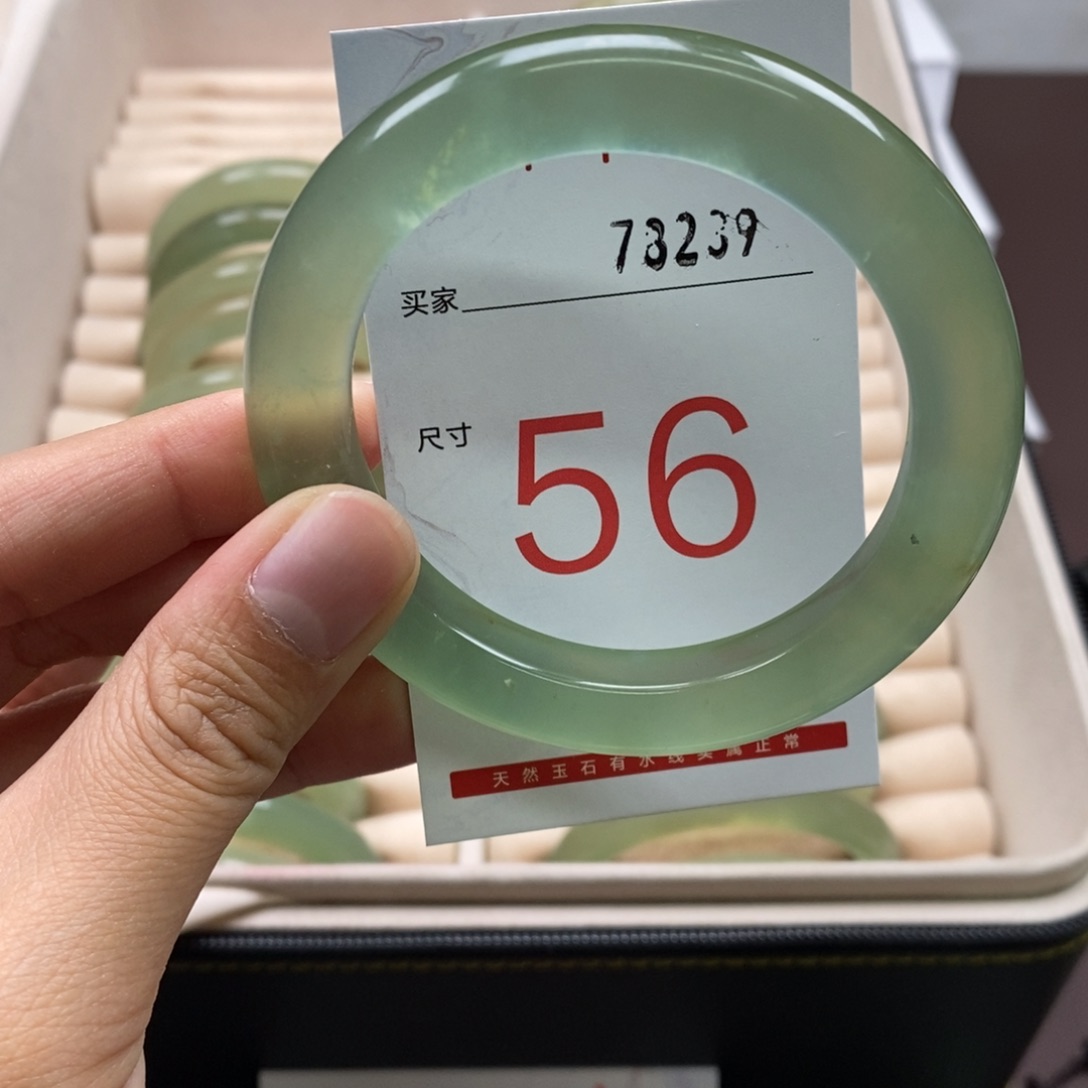 78239
买家
尺寸 56
天然玉石有水线实属正常